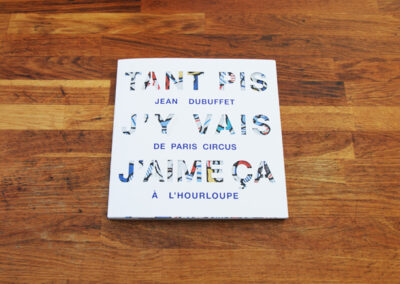 TANT PIS
JEAN DUBUFFET
J'Y VAIS
DE PARIS CIRCUS
J'AIME ÇA
À L'HOURLOUPE